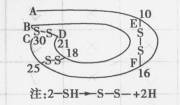 A 10
B E
C S S D S
30 21 S
S S 18 F
25 16
注:2—SH→S—S—+2H